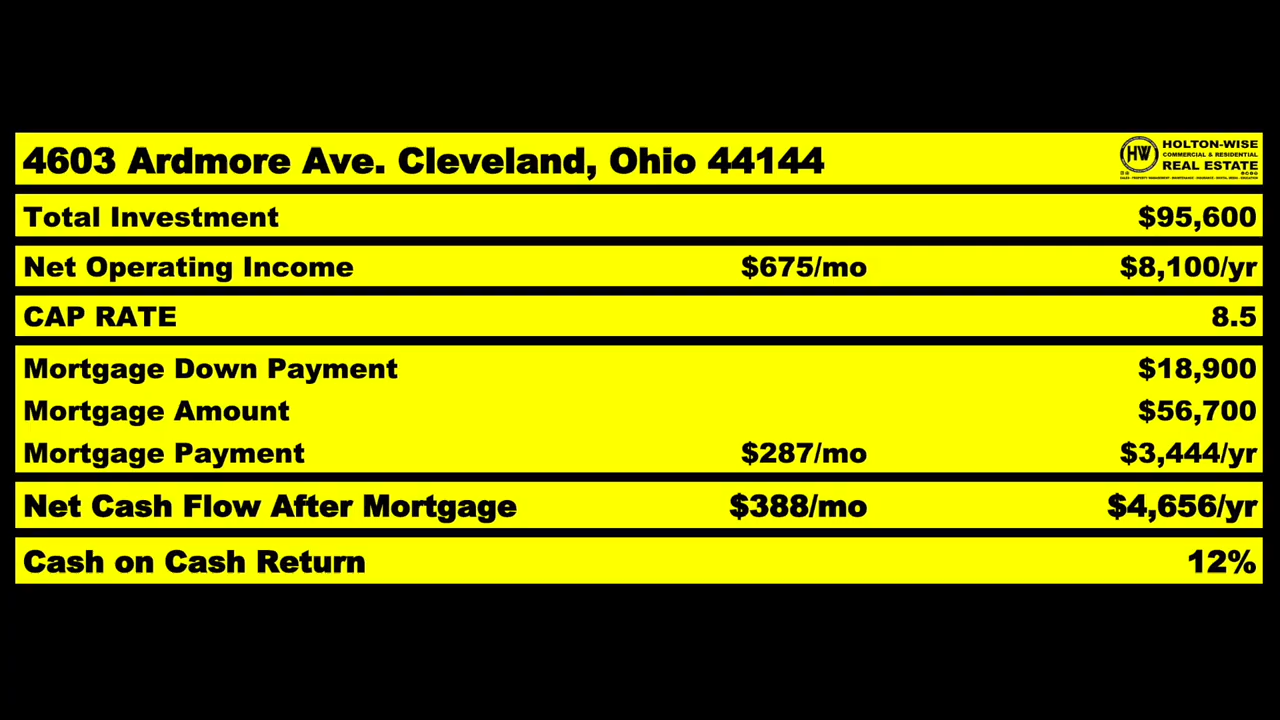 4603 Ardmore Ave. Cleveland, Ohio 44144
HW
HOLTON-WISE
COMMERCIAL & RESIDENTIAL
REAL ESTATE
Total Investment $95,600
Net Operating Income $675/mo $8,100/yr
CAP RATE 8.5
Mortgage Down Payment $18,900
Mortgage Amount $56,700
Mortgage Payment $287/mo $3,444/yr
Net Cash Flow After Mortgage $388/mo $4,656/yr
Cash on Cash Return 12%